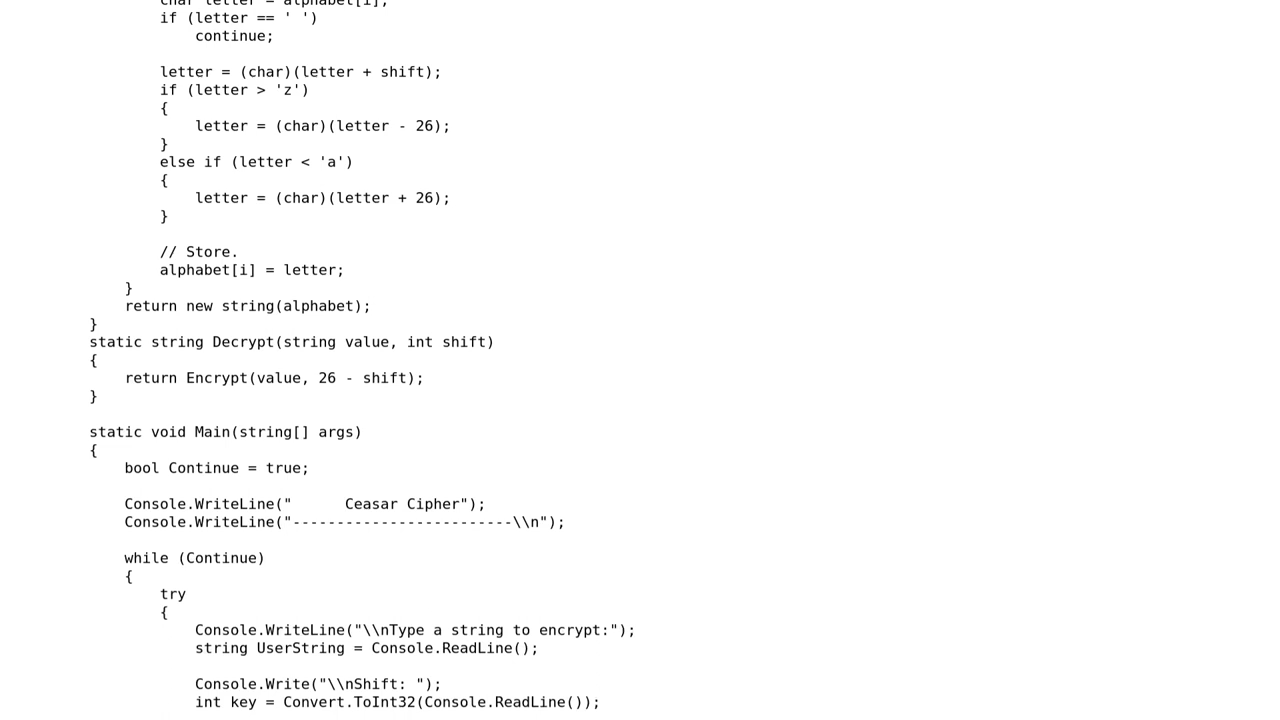 char letter = alphabet[i];
if (letter == ' ')
continue;
letter = (char)(letter + shift);
if (letter > 'z')
{
letter = (char)(letter - 26);
}
else if (letter < 'a')
{
letter = (char)(letter + 26);
}
// Store.
alphabet[i] = letter;
}
return new string(alphabet);
}
static string Decrypt(string value, int shift)
{
return Encrypt(value, 26 - shift);
}
static void Main(string[] args)
{
bool Continue = true;
Console.WriteLine("      Ceasar Cipher");
Console.WriteLine("-------------------------\\n");
while (Continue)
{
try
{
Console.WriteLine("\\nType a string to encrypt:");
string UserString = Console.ReadLine();
Console.Write("\\nShift: ");
int key = Convert.ToInt32(Console.ReadLine());